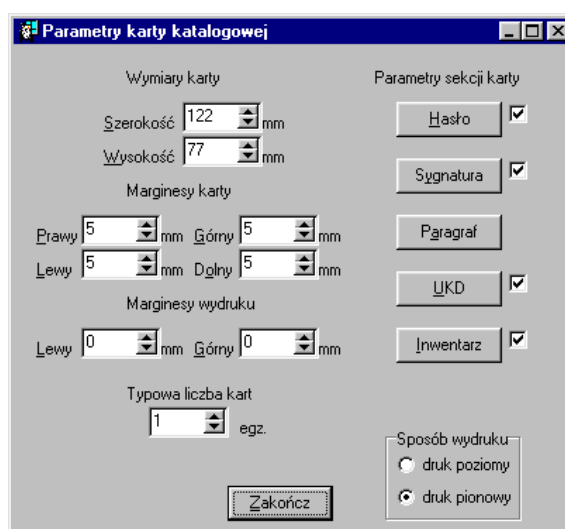 Parametry karty katalogowej
Wymiary karty
Szerokość 122 mm
Wysokość 77 mm
Marginesy karty
Prawy 5 mm Górny 5 mm
Lewy 5 mm Dolny 5 mm
Marginesy wydruku
Lewy 0 mm Górny 0 mm
Typowa liczba kart
1 egz.
Zakończ
Parametry sekcji karty
Hasło
Sygnatura
Paragraf
UKD
Inwentarz
Sposób wydruku
druk poziomy
druk pionowy